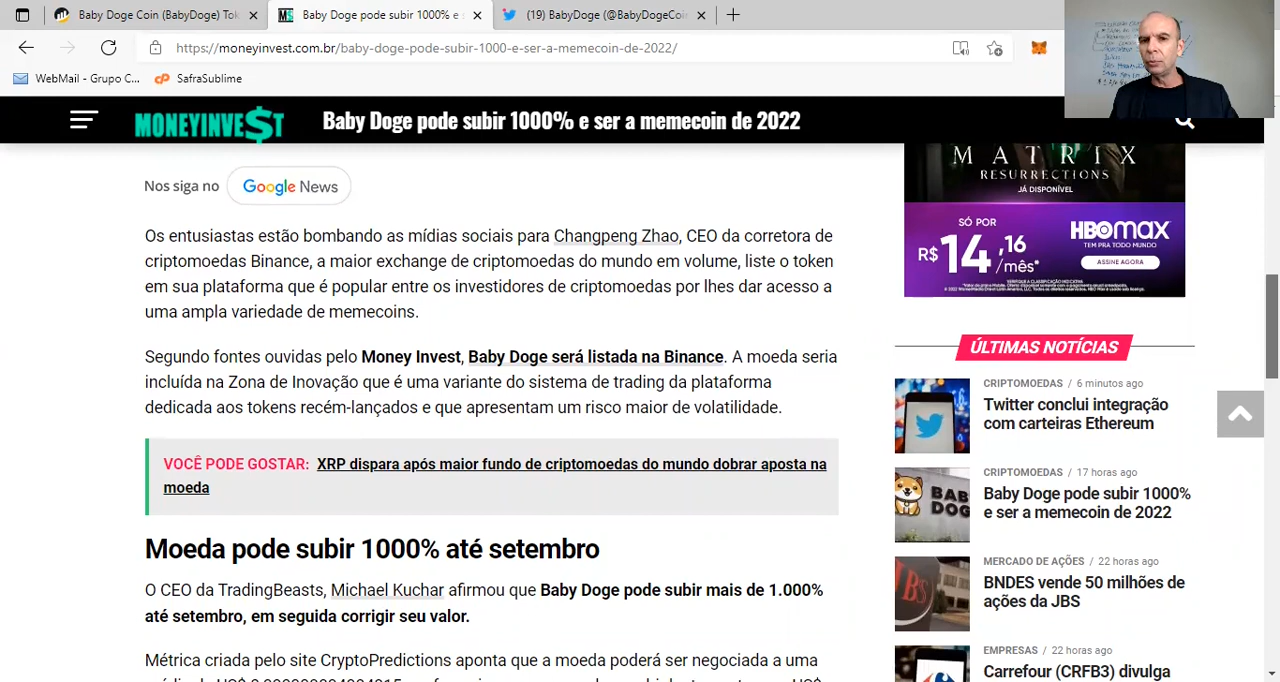 Baby Doge Coin (BabyDoge) Tok
Baby Doge pode subir 1000% e s
(19) BabyDoge (@BabyDogeCoin
https://moneyinvest.com.br/baby-doge-pode-subir-1000-e-ser-a-memecoin-de-2022/
WebMail - Grupo C...
SafraSublime
MONEYINVE$T
Baby Doge pode subir 1000% e ser a memecoin de 2022
Nos siga no
Google News
Os entusiastas estão bombando as mídias sociais para Changpeng Zhao, CEO da corretora de
criptomoedas Binance, a maior exchange de criptomoedas do mundo em volume, liste o token
em sua plataforma que é popular entre os investidores de criptomoedas por lhes dar acesso a
uma ampla variedade de memecoins.
Segundo fontes ouvidas pelo Money Invest, Baby Doge será listada na Binance. A moeda seria
incluída na Zona de Inovação que é uma variante do sistema de trading da plataforma
dedicada aos tokens recém-lançados e que apresentam um risco maior de volatilidade.
VOCÊ PODE GOSTAR: XRP dispara após maior fundo de criptomoedas do mundo dobrar aposta na
moeda
Moeda pode subir 1000% até setembro
O CEO da TradingBeasts, Michael Kuchar afirmou que Baby Doge pode subir mais de 1.000%
até setembro, em seguida corrigir seu valor.
Métrica criada pelo site CryptoPredictions aponta que a moeda poderá ser negociada a uma
MATRIX
RESURRECTIONS
JÁ DISPONÍVEL
SÓ POR
R$ 14,16
/mês*
HBOMAX
TEM PRA TODO MUNDO
ASSINE AGORA
ÚLTIMAS NOTÍCIAS
CRIPTOMOEDAS / 6 minutos ago
Twitter conclui integração
com carteiras Ethereum
CRIPTOMOEDAS / 17 horas ago
Baby Doge pode subir 1000%
e ser a memecoin de 2022
BAB
DOG
MERCADO DE AÇÕES / 22 horas ago
BNDES vende 50 milhões de
ações da JBS
JBS
EMPRESAS / 22 horas ago
Carrefour (CRFB3) divulga